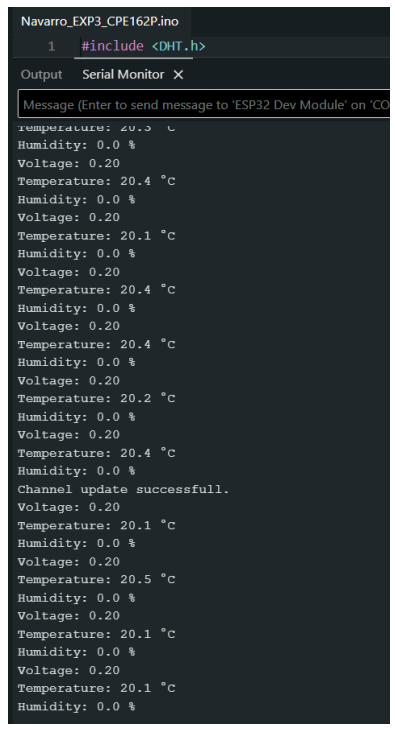 Navarro_EXP3_CPE162P.ino
1 #include <DHT.h>
Output Serial Monitor X
Message (Enter to send message to 'ESP32 Dev Module' on 'CO
Temperature: 20.3 °C
Humidity: 0.0 %
Voltage: 0.20
Temperature: 20.4 °C
Humidity: 0.0 %
Voltage: 0.20
Temperature: 20.1 °C
Humidity: 0.0 %
Voltage: 0.20
Temperature: 20.4 °C
Humidity: 0.0 %
Voltage: 0.20
Temperature: 20.4 °C
Humidity: 0.0 %
Voltage: 0.20
Temperature: 20.2 °C
Humidity: 0.0 %
Voltage: 0.20
Temperature: 20.4 °C
Humidity: 0.0 %
Channel update successfull.
Voltage: 0.20
Temperature: 20.1 °C
Humidity: 0.0 %
Voltage: 0.20
Temperature: 20.5 °C
Humidity: 0.0 %
Voltage: 0.20
Temperature: 20.1 °C
Humidity: 0.0 %
Voltage: 0.20
Temperature: 20.1 °C
Humidity: 0.0 %